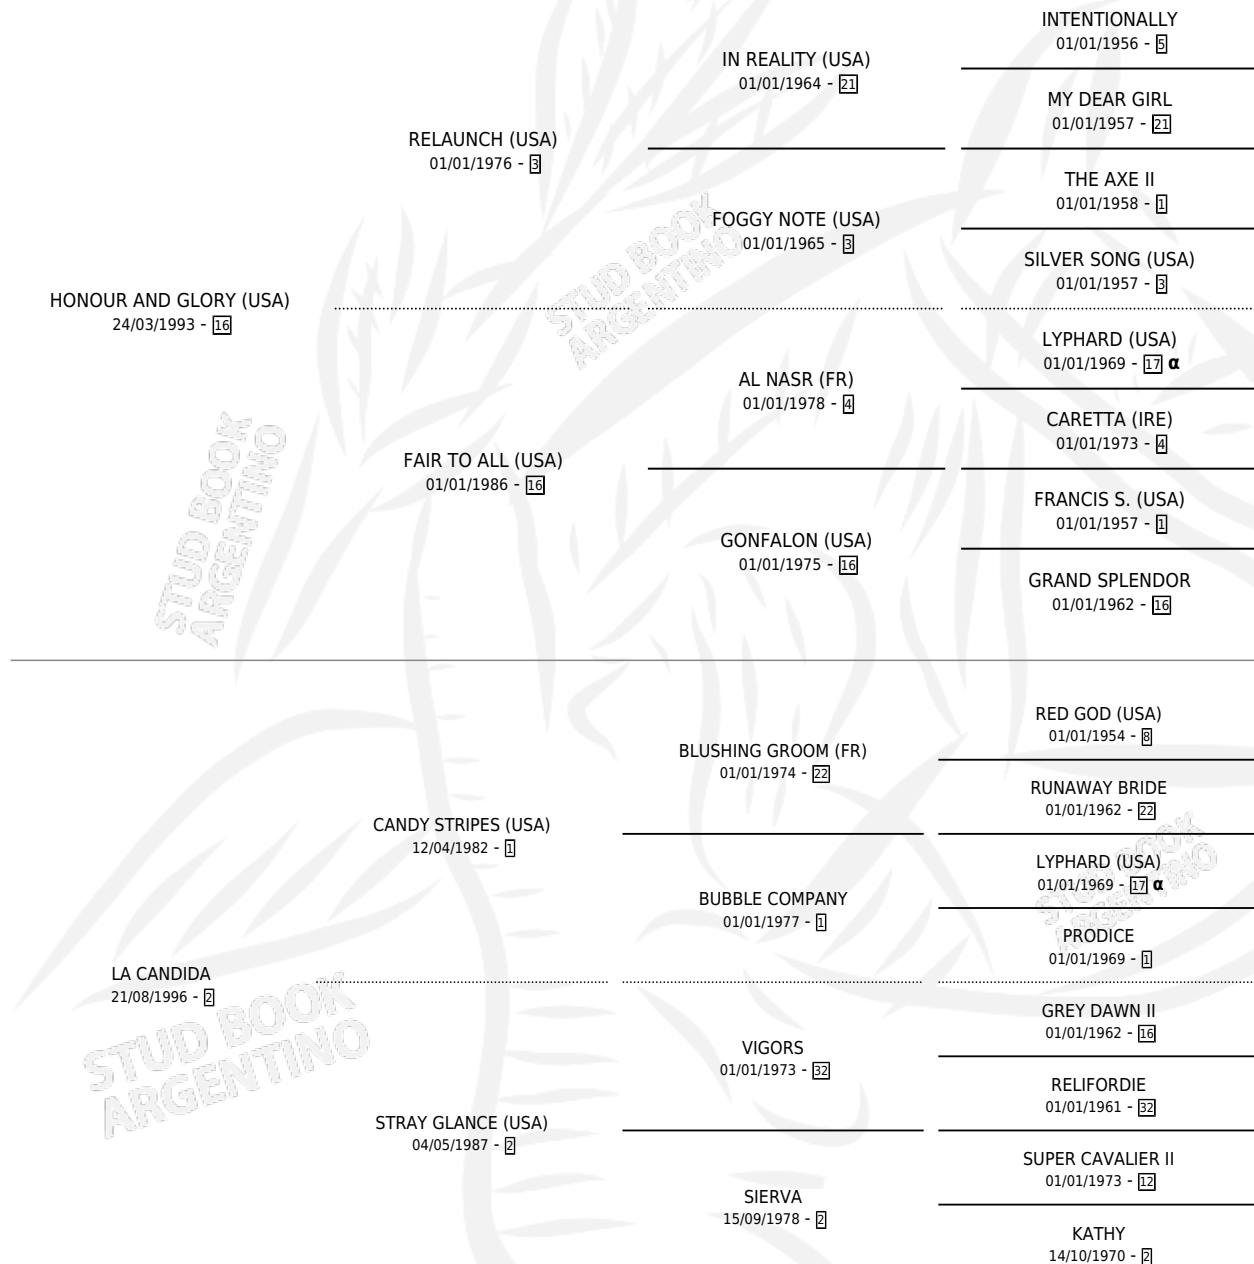 INTENTIONALLY
01/01/1956 - 5
IN REALITY (USA)
01/01/1964 - 21
MY DEAR GIRL
01/01/1957 - 21
RELAUNCH (USA)
01/01/1976 - 3
THE AXE II
01/01/1958 - 1
FOGGY NOTE (USA)
01/01/1965 - 3
SILVER SONG (USA)
01/01/1957 - 3
HONOUR AND GLORY (USA)
24/03/1993 - 16
LYPHARD (USA)
01/01/1969 - 17 α
AL NASR (FR)
01/01/1978 - 4
CARETTA (IRE)
01/01/1973 - 4
FAIR TO ALL (USA)
01/01/1986 - 16
FRANCIS S. (USA)
01/01/1957 - 1
GONFALON (USA)
01/01/1975 - 16
GRAND SPLENDOR
01/01/1962 - 16
RED GOD (USA)
01/01/1954 - 8
BLUSHING GROOM (FR)
01/01/1974 - 22
RUNAWAY BRIDE
01/01/1962 - 22
CANDY STRIPES (USA)
12/04/1982 - 1
LYPHARD (USA)
01/01/1969 - 17 α
BUBBLE COMPANY
01/01/1977 - 1
PRODICE
01/01/1969 - 1
LA CANDIDA
21/08/1996 - 2
GREY DAWN II
01/01/1962 - 16
VIGORS
01/01/1973 - 32
RELIFORDIE
01/01/1961 - 32
STRAY GLANCE (USA)
04/05/1987 - 2
SUPER CAVALIER II
01/01/1973 - 12
SIERVA
15/09/1978 - 2
KATHY
14/10/1970 - 2
STUD BOOK
ARGENTINO
STUD BOOK
ARGENTINO
STUD BOOK
ARGENTINO
STUD BOOK
ARGENTINO